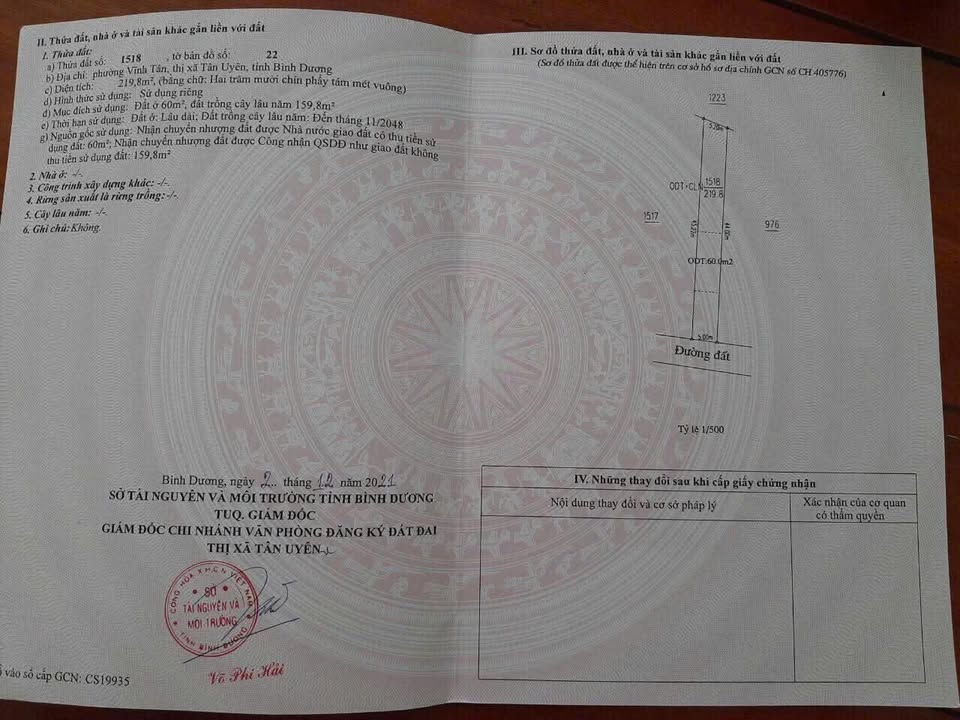 II. Thửa đất, nhà ở và tài sản khác gắn liền với đất
1. Thửa đất:
a) Thửa đất số: 1518 , tờ bản đồ số: 22
b) Địa chỉ: phường Vĩnh Tân, thị xã Tân Uyên, tỉnh Bình Dương
c) Diện tích: 219,8m², (bằng chữ: Hai trăm mười chín phẩy tám mét vuông)
d) Hình thức sử dụng: Sử dụng riêng
đ) Mục đích sử dụng: Đất ở 60m², đất trồng cây lâu năm 159,8m²
e) Thời hạn sử dụng: Đất ở: Lâu dài; Đất trồng cây lâu năm: Đến tháng 11/2048
g) Nguồn gốc sử dụng: Nhận chuyển nhượng đất được Nhà nước giao đất có thu tiền sử
dụng đất: 60m²; Nhận chuyển nhượng đất được Công nhận QSDĐ như giao đất không
thu tiền sử dụng đất: 159,8m²
2. Nhà ở: -/-
3. Công trình xây dựng khác: -/-
4. Rừng sản xuất là rừng trồng: -/-
5. Cây lâu năm: -/-
6. Ghi chú: Không.
Bình Dương, ngày 2.. tháng 12 năm 2021
SỞ TÀI NGUYÊN VÀ MÔI TRƯỜNG TỈNH BÌNH DƯƠNG
TUQ. GIÁM ĐỐC
GIÁM ĐỐC CHI NHÁNH VĂN PHÒNG ĐĂNG KÝ ĐẤT ĐAI
THỊ XÃ TÂN UYÊN
CỘNG HÒA X.H.C.N VIỆT NAM
SỞ
TÀI NGUYÊN VÀ
MÔI TRƯỜNG
TỈNH BÌNH DƯƠNG
Võ Phi Hải
vào sổ cấp GCN: CS19935
III. Sơ đồ thửa đất, nhà ở và tài sản khác gắn liền với đất
(Sơ đồ thửa đất được thể hiện trên cơ sở hồ sơ địa chính GCN số CH 405776)
1223
ODT+CLN
1518
219.8
1517
976
ODT:60.0m2
5.00m
Đường đất
Tỷ lệ 1/500
IV. Những thay đổi sau khi cấp giấy chứng nhận
Nội dung thay đổi và cơ sở pháp lý
Xác nhận của cơ quan
có thẩm quyền